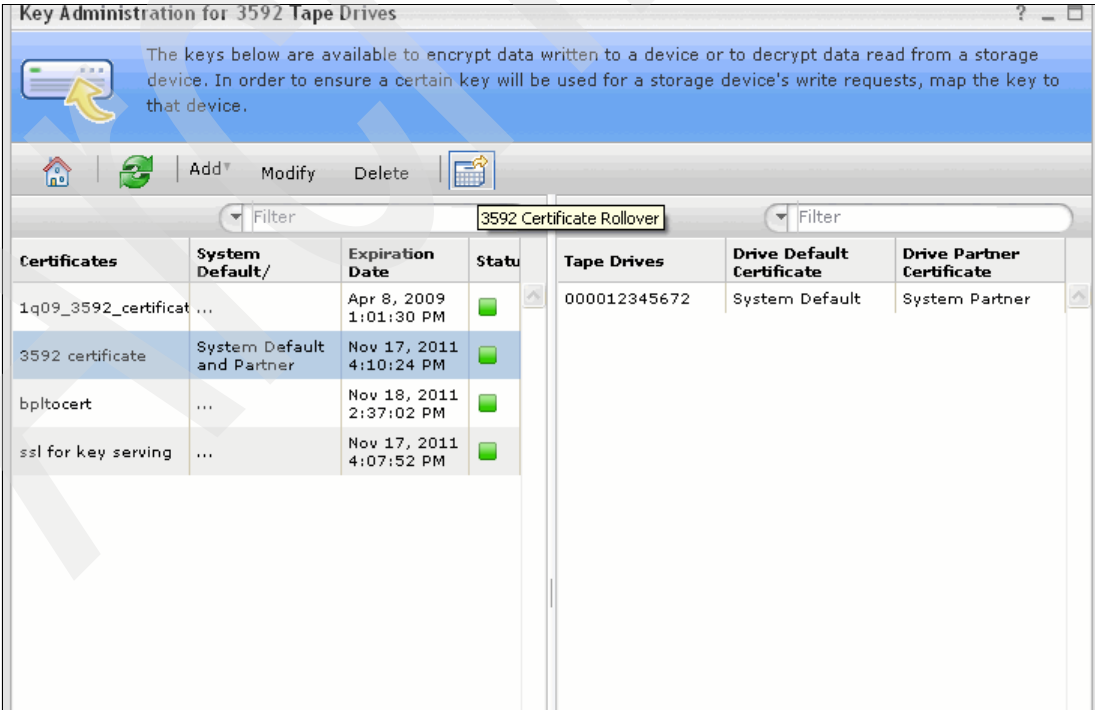 Key Administration for 3592 Tape Drives
?
The keys below are available to encrypt data written to a device or to decrypt data read from a storage
device. In order to ensure a certain key will be used for a storage device's write requests, map the key to
that device.
Add Modify Delete
Filter
3592 Certificate Rollover
Filter
Certificates
System
Default/
Expiration
Date
Statu
1q09_3592_certificat
...
Apr 8, 2009
1:01:30 PM
3592 certificate
System Default
and Partner
Nov 17, 2011
4:10:24 PM
bpltocert
...
Nov 18, 2011
2:37:02 PM
ssl for key serving
...
Nov 17, 2011
4:07:52 PM
Tape Drives
Drive Default
Certificate
Drive Partner
Certificate
000012345672
System Default
System Partner